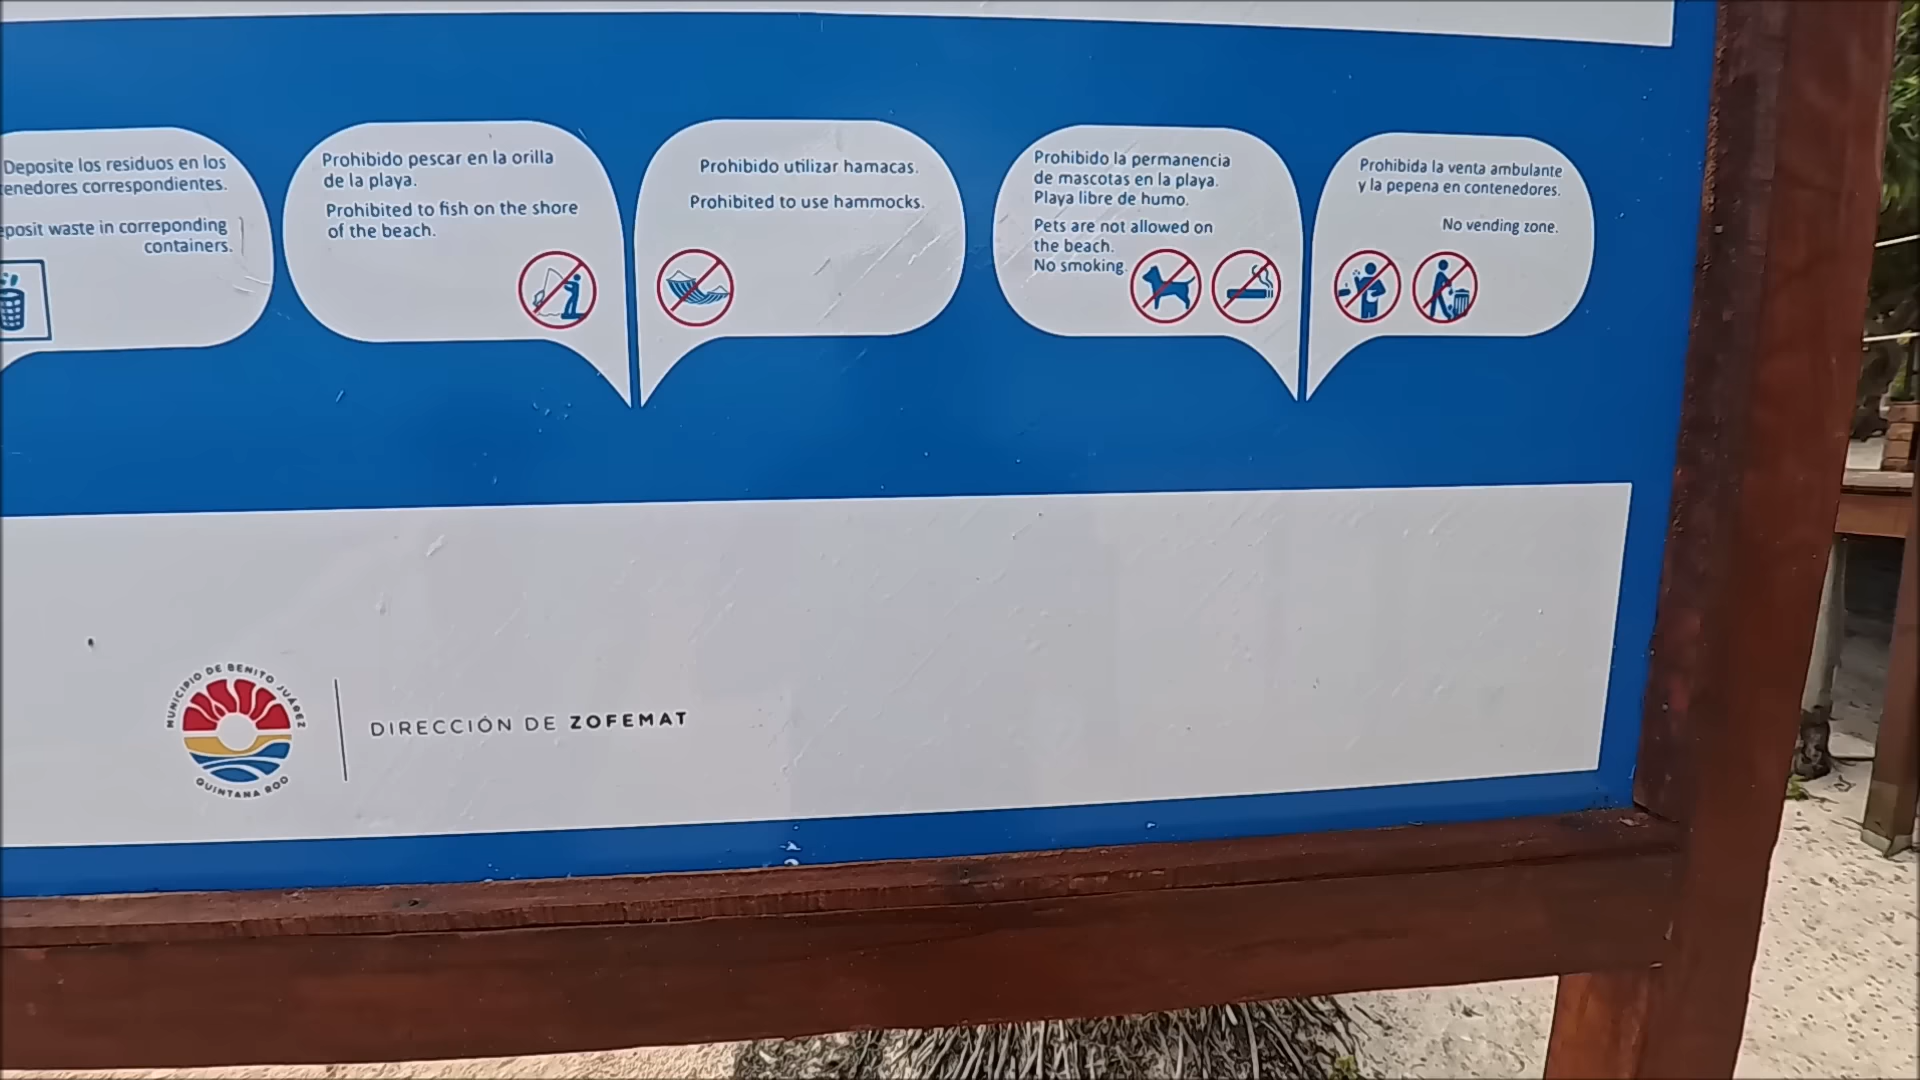 Deposite los residuos en los
correspondientes.
waste in correponding
containers.
Prohibido pescar en la orilla
de la playa.
Prohibited to fish on the shore
of the beach.
Prohibido utilizar hamacas.
Prohibited to use hammocks.
Prohibido la permanencia
de mascotas en la playa.
Playa libre de humo.
Pets are not allowed on
the beach.
No smoking.
Prohibida la venta ambulante
y la pepena en contenedores.
No vending zone.
MUNICIPIO DE BENITO JUÁREZ
QUINTANA ROO
DIRECCIÓN DE ZOFEMAT